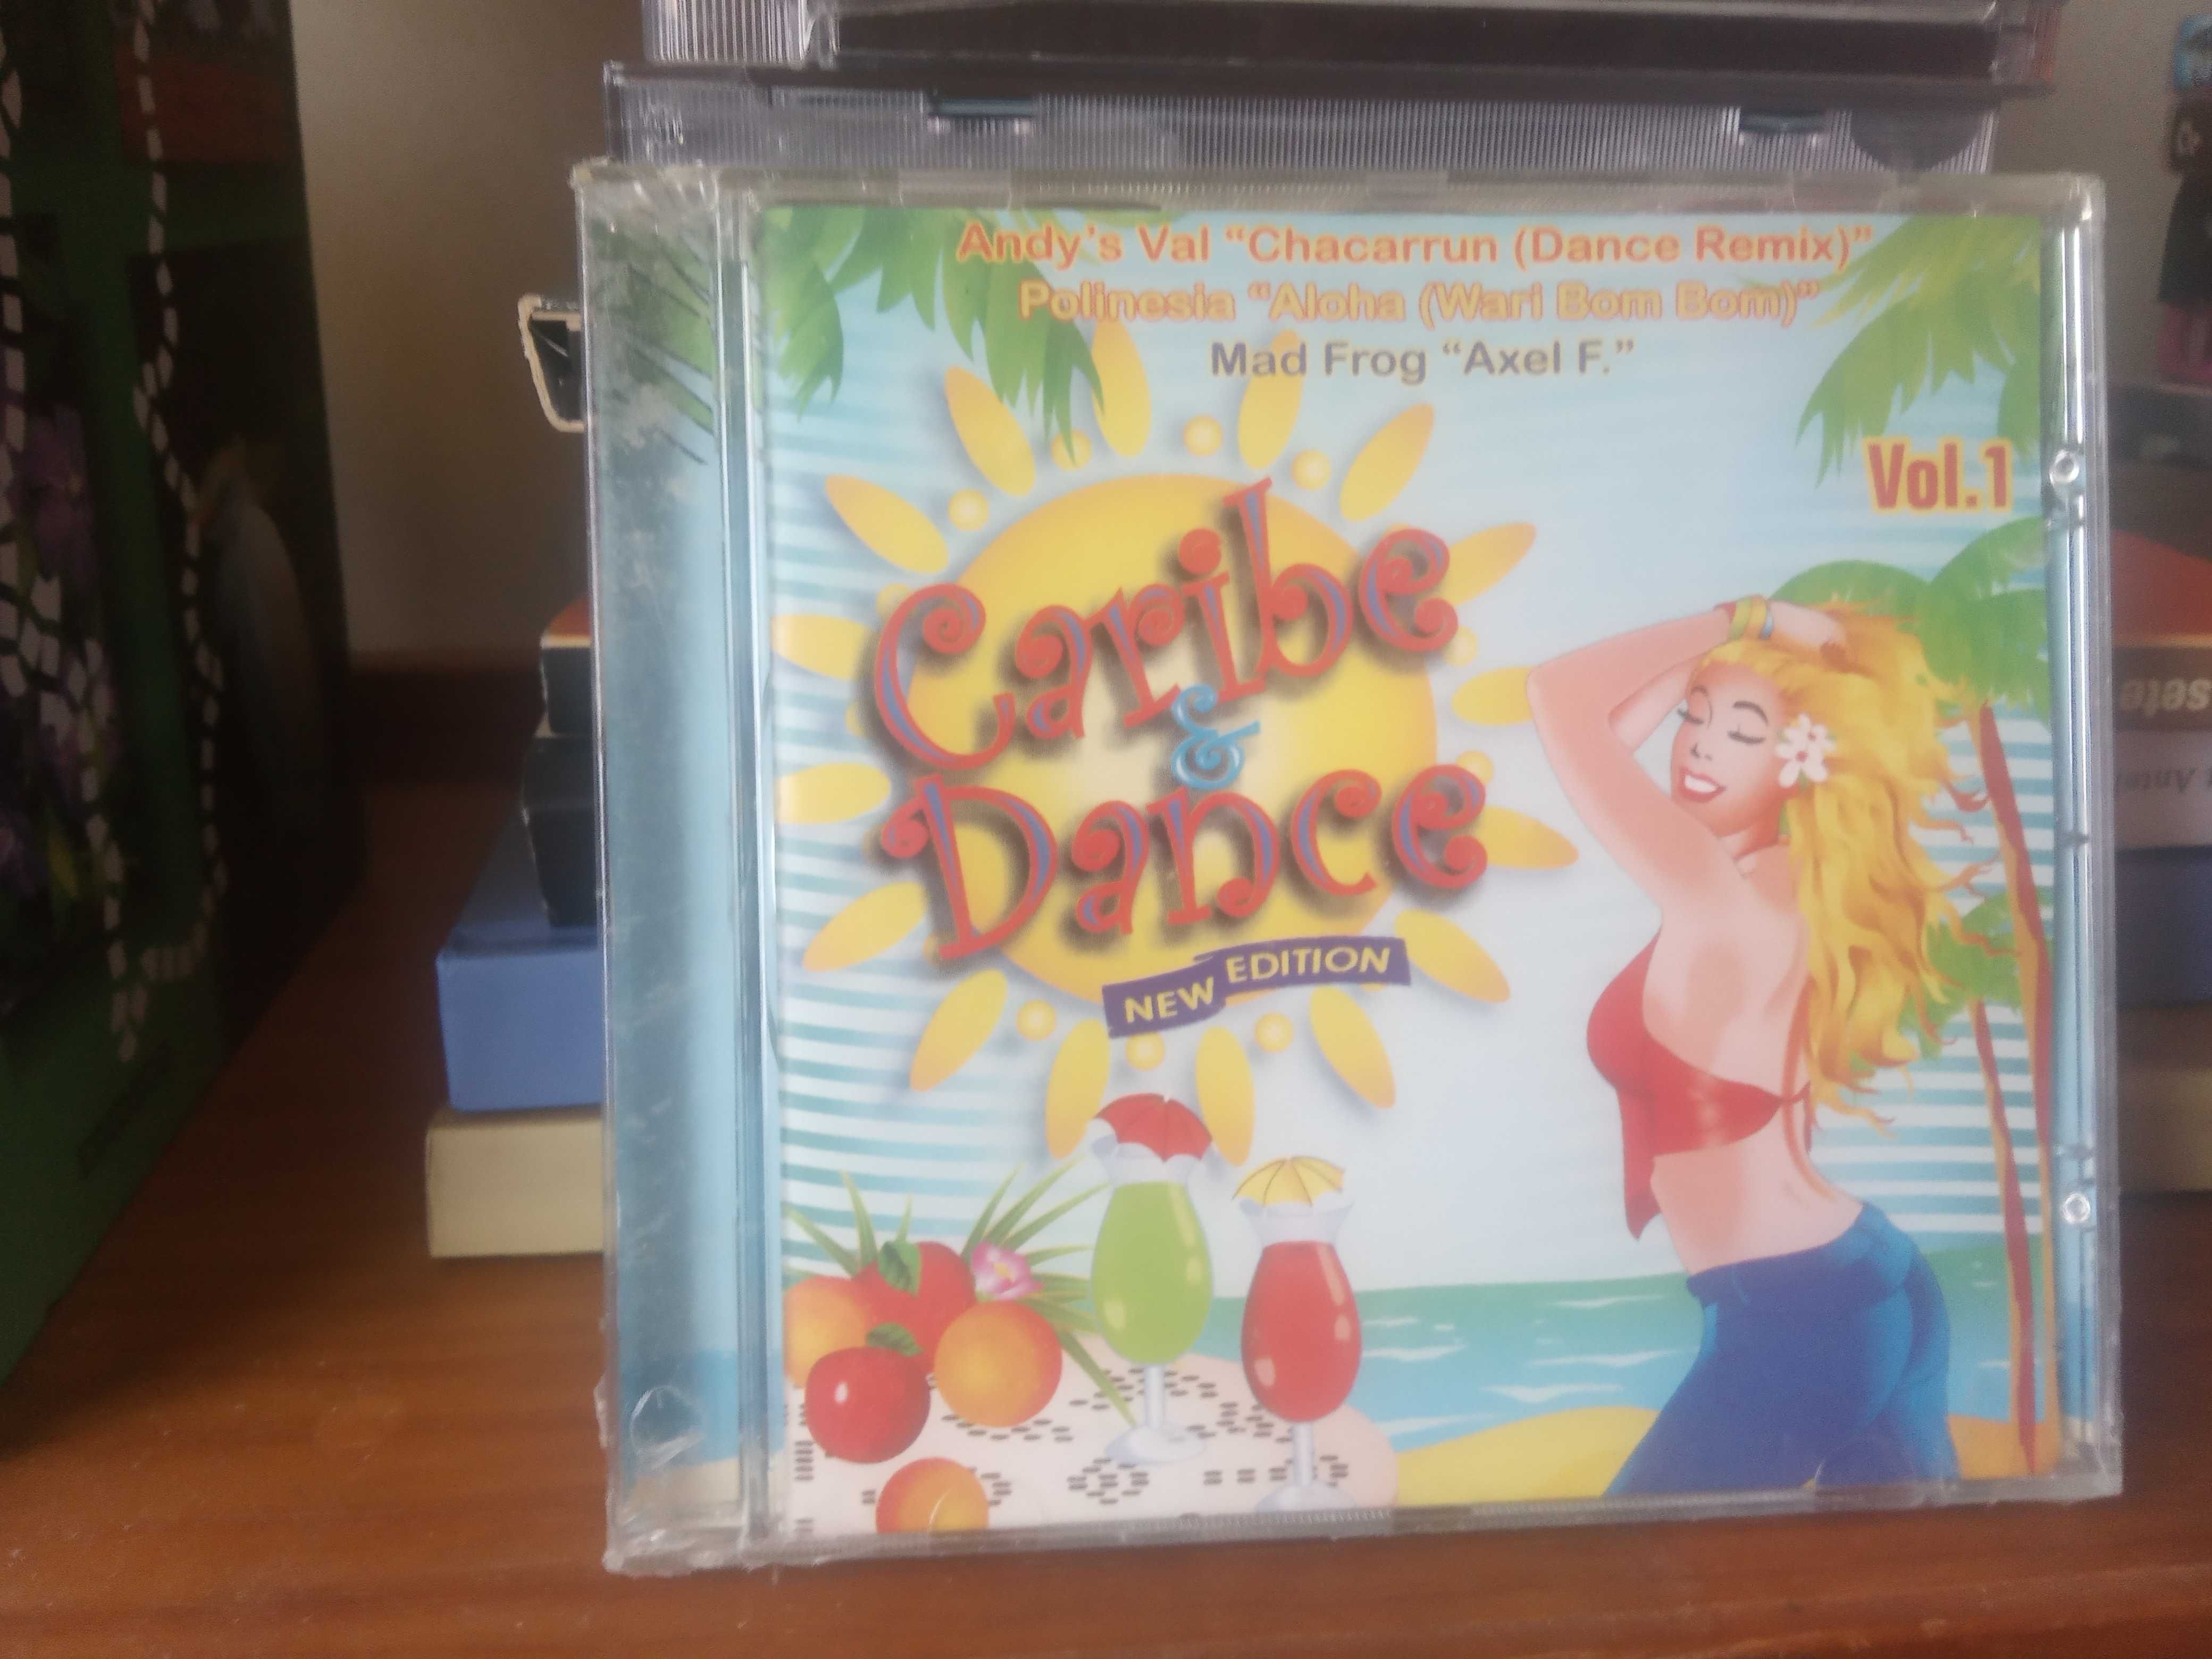 Andy's Val “Chacarrun (Dance Remix)”
Polinesia “Aloha (Wari Bom Bom)”
Mad Frog “Axel F.”
Vol.1
Caribe
&
Dance
NEW EDITION